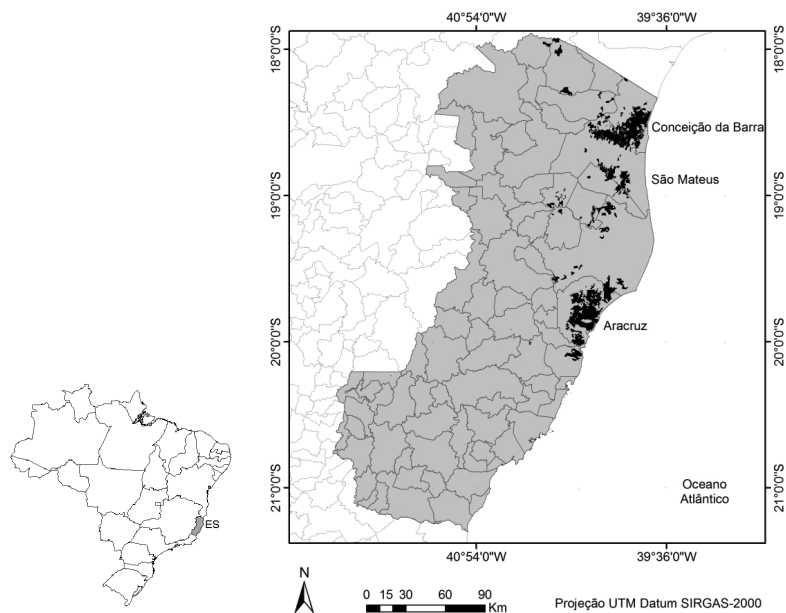 40°54'0"W
39°36'0"W
18°0'0"S
18°0'0"S
Conceição da Barra
São Mateus
19°0'0"S
19°0'0"S
Aracruz
20°0'0"S
20°0'0"S
21°0'0"S
21°0'0"S
Oceano
Atlântico
ES
40°54'0"W
39°36'0"W
N
0 15 30 60 90
Km
Projeção UTM Datum SIRGAS-2000